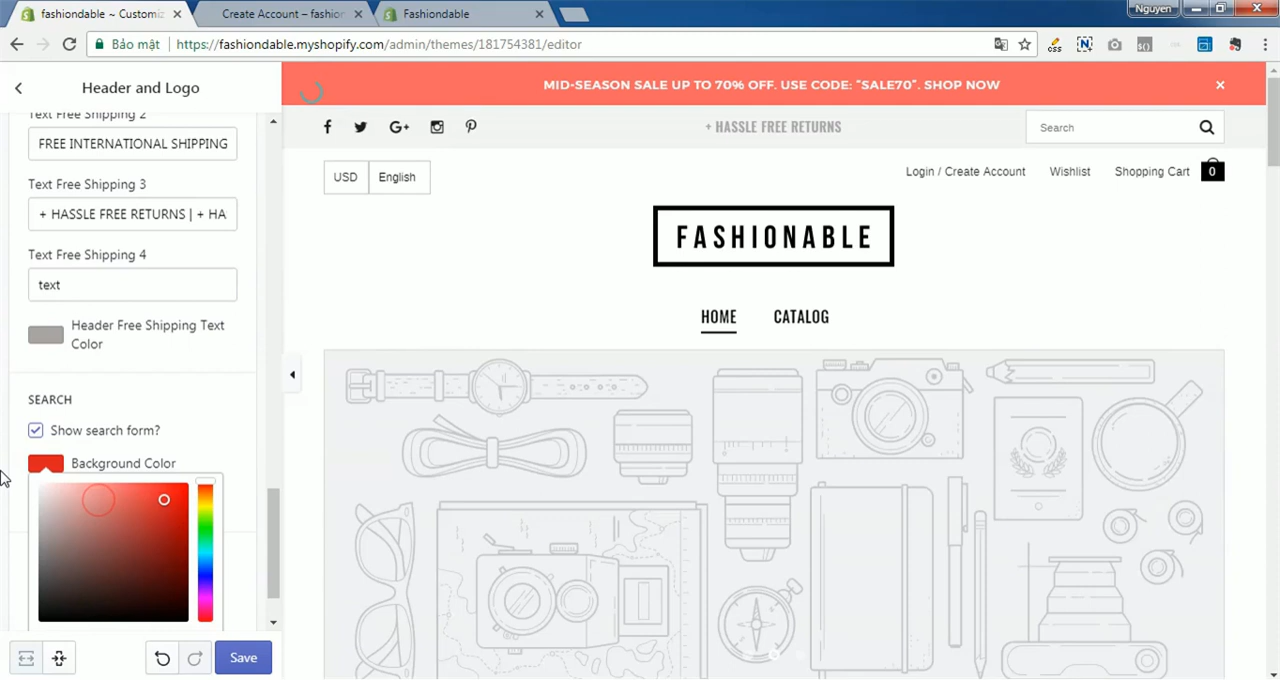 fashiondable ~ Customiz
Create Account – fashion
Fashiondable
Nguyen
Bảo mật
https://fashiondable.myshopify.com/admin/themes/181754381/editor
Header and Logo
Text Free Shipping 2
FREE INTERNATIONAL SHIPPING
Text Free Shipping 3
+ HASSLE FREE RETURNS | + HA
Text Free Shipping 4
text
Header Free Shipping Text
Color
SEARCH
Show search form?
Background Color
Save
MID-SEASON SALE UP TO 70% OFF. USE CODE: "SALE70". SHOP NOW
+ HASSLE FREE RETURNS
Search
USD
English
Login / Create Account
Wishlist
Shopping Cart
0
FASHIONABLE
HOME
CATALOG